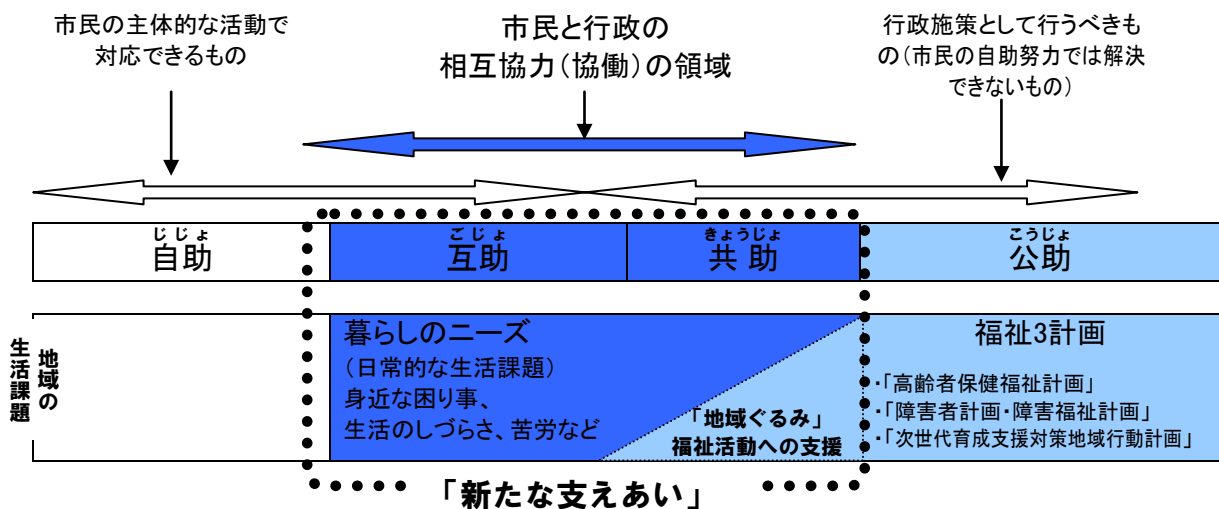 市民の主体的な活動で
対応できるもの
市民と行政の
相互協力（協働）の領域
行政施策として行うべきも
の（市民の自助努力では解決
できないもの）
じじょ
自助
ごじょ
互助
きょうじょ
共助
こうじょ
公助
地域の
生活課題
暮らしのニーズ
（日常的な生活課題）
身近な困り事、
生活のしづらさ、苦労など
「地域ぐるみ」
福祉活動への支援
福祉3計画
・「高齢者保健福祉計画」
・「障害者計画・障害福祉計画」
・「次世代育成支援対策地域行動計画」
「新たな支えあい」